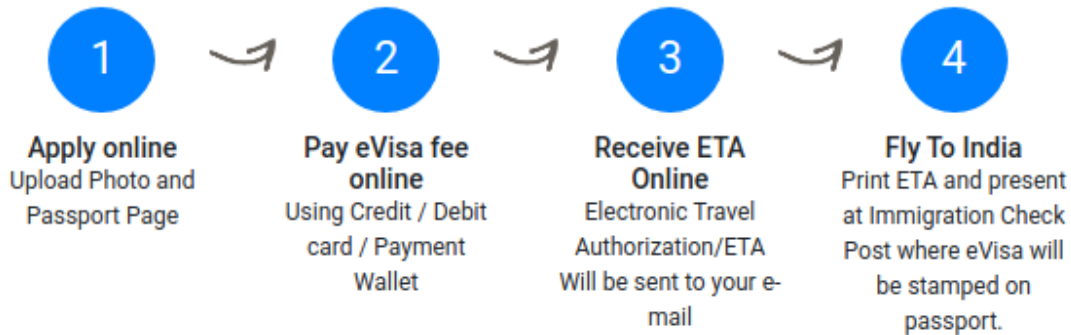 1
Apply online
Upload Photo and
Passport Page
2
Pay eVisa fee
online
Using Credit / Debit
card / Payment
Wallet
3
Receive ETA
Online
Electronic Travel
Authorization/ETA
Will be sent to your e-
mail
4
Fly To India
Print ETA and present
at Immigration Check
Post where eVisa will
be stamped on
passport.